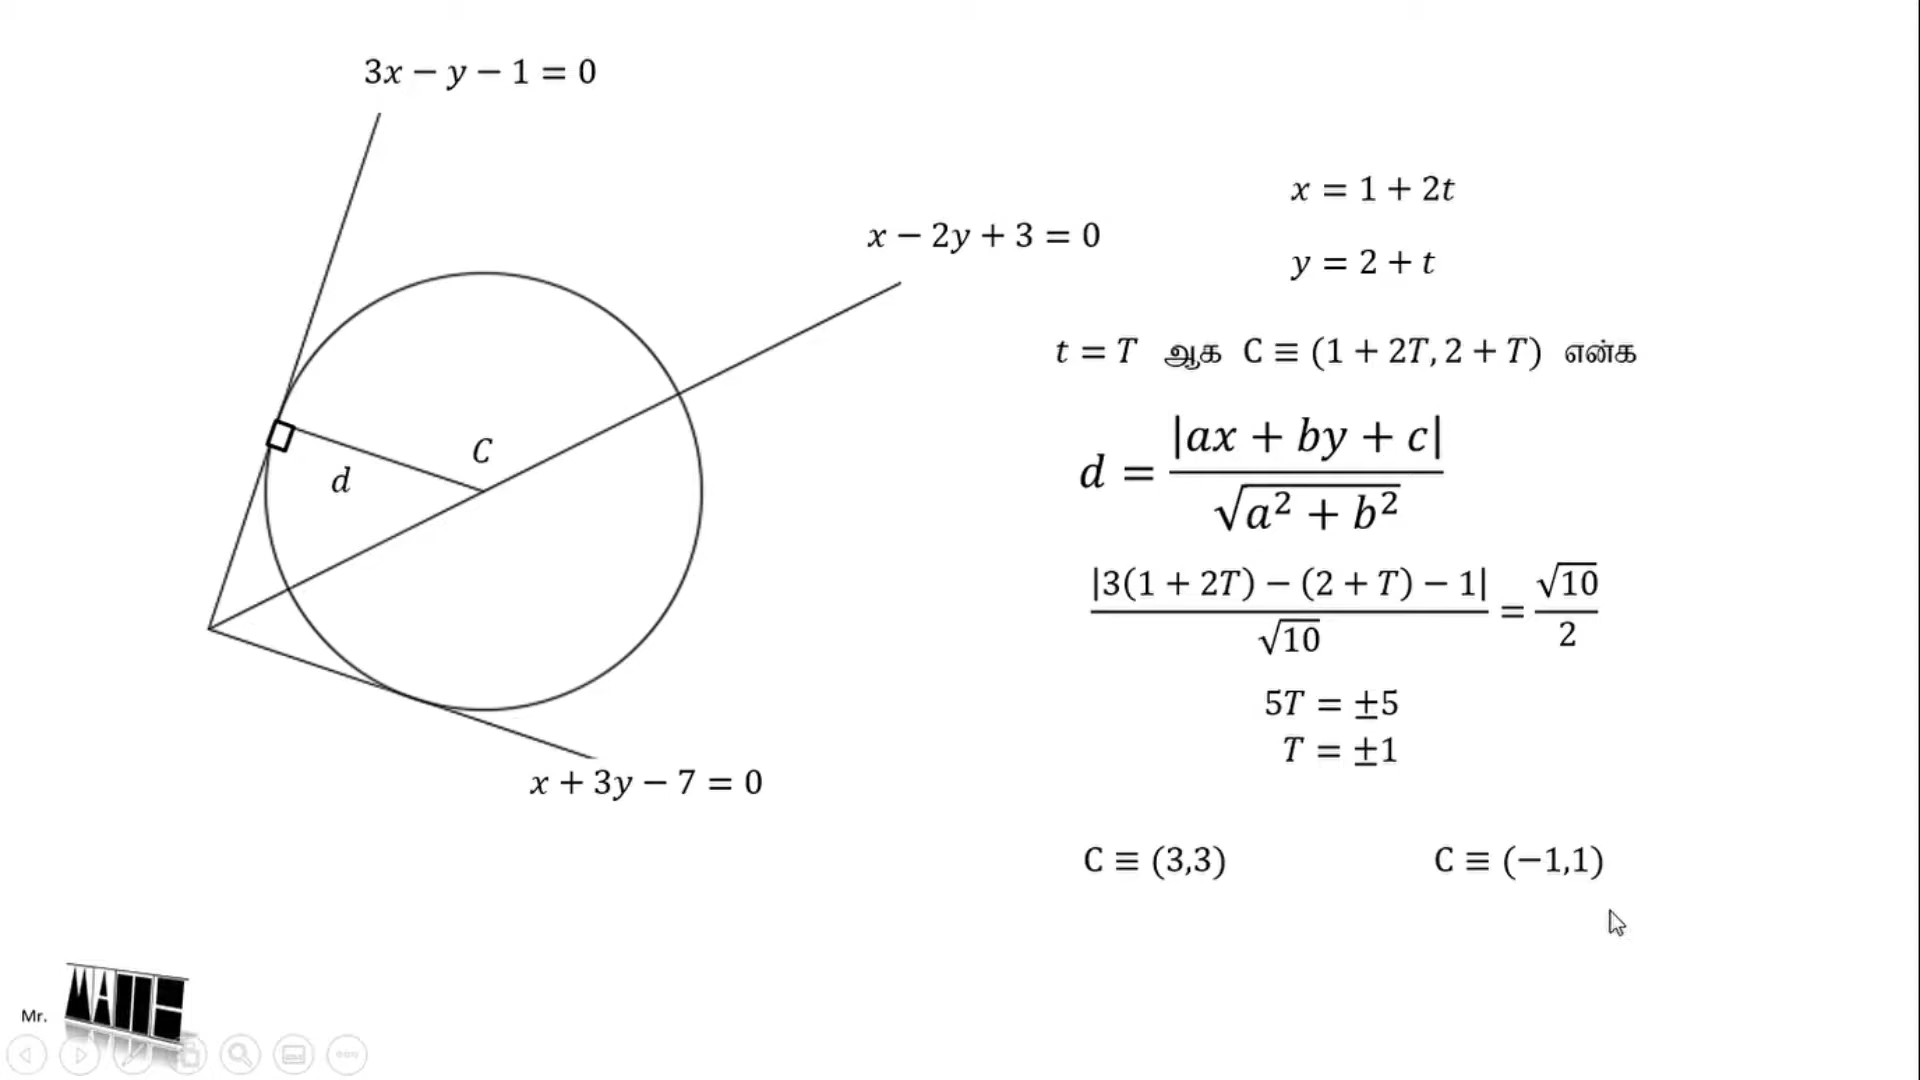 3x − y − 1 = 0
x − 2y + 3 = 0
C
d
x + 3y − 7 = 0
x = 1 + 2t
y = 2 + t
t = T ஆக C ≡ (1 + 2T, 2 + T) என்க
d = |ax + by + c| / √(a² + b²)
|3(1 + 2T) − (2 + T) − 1| / √10 = √10 / 2
5T = ±5
T = ±1
C ≡ (3,3) C ≡ (−1,1)
Mr. MATH